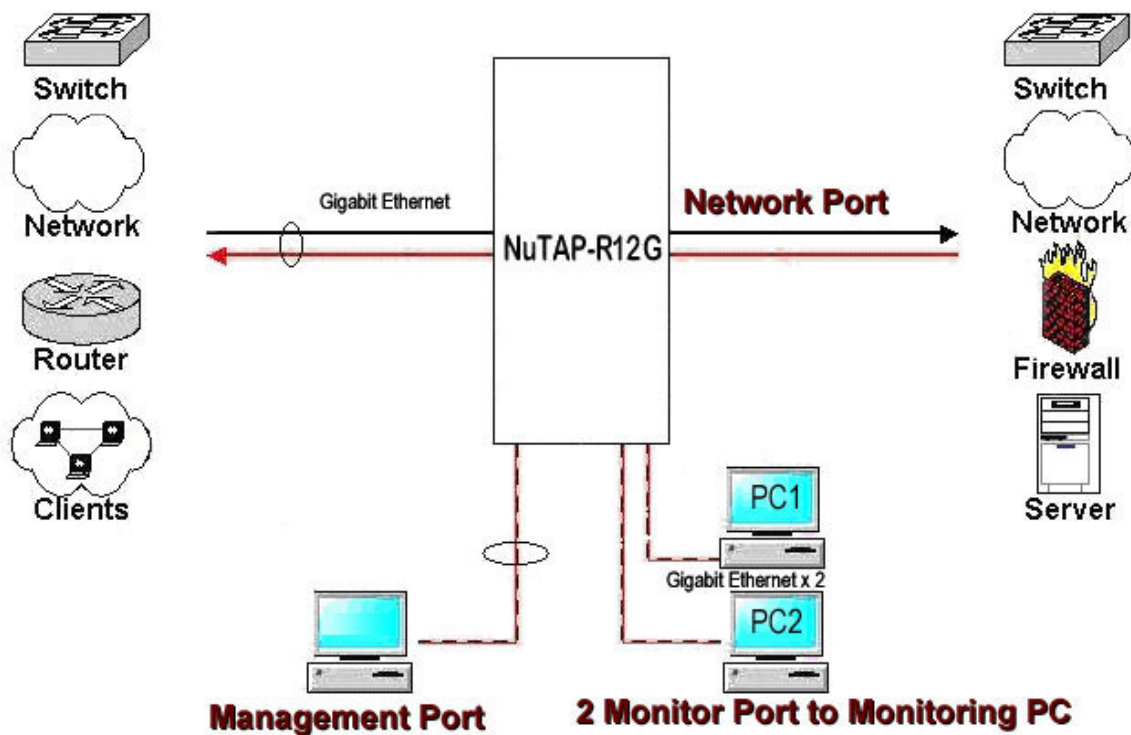 Switch
Switch
Network
Network
Gigabit Ethernet
Network Port
NuTAP-R12G
Router
Firewall
Clients
Server
PC1
Gigabit Ethernet x 2
PC2
Management Port
2 Monitor Port to Monitoring PC